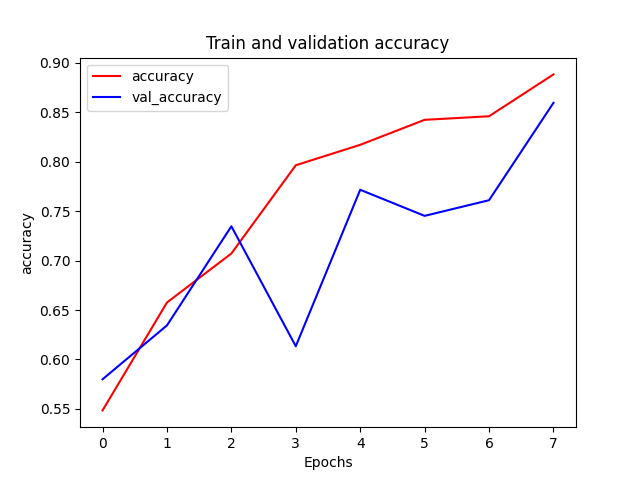 Train and validation accuracy
accuracy
val_accuracy
0.90
0.85
0.80
0.75
0.70
0.65
0.60
0.55
accuracy
0 1 2 3 4 5 6 7
Epochs